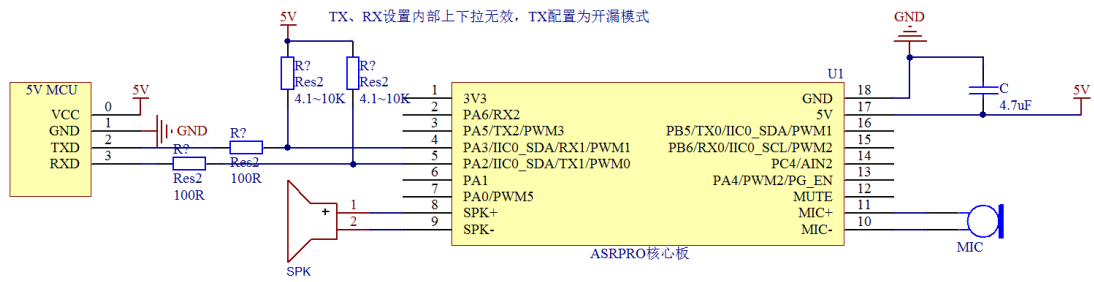 TX、RX设置内部上下拉无效，TX配置为开漏模式
5V
R?
Res2
4.1~10K
R?
Res2
4.1~10K
5V MCU
VCC
GND
TXD
RXD
0
1
2
3
5V
GND
R?
Res2
100R
R?
Res2
100R
SPK
1
2
U1
1 3V3
2 PA6/RX2
3 PA5/TX2/PWM3
4 PA3/IIC0_SDA/RX1/PWM1
5 PA2/IIC0_SDA/TX1/PWM0
6 PA1
7 PA0/PWM5
8 SPK+
9 SPK-
GND 18
5V 17
PB5/TX0/IIC0_SDA/PWM1 16
PB6/RX0/IIC0_SCL/PWM2 15
PC4/AIN2 14
PA4/PWM2/PG_EN 13
MUTE 12
MIC+ 11
MIC- 10
ASRPRO核心板
GND
C
4.7uF
5V
MIC